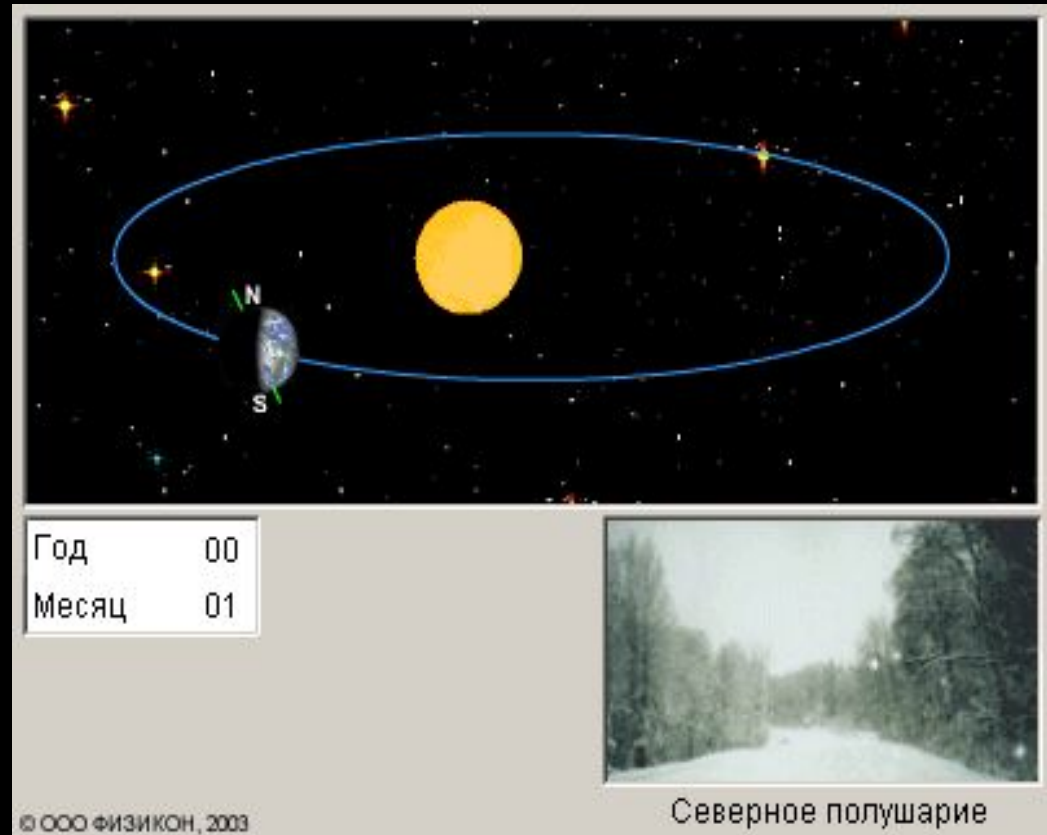 N
S
Год 00
Месяц 01
Северное полушарие
© ООО ФИЗИКОН, 2003